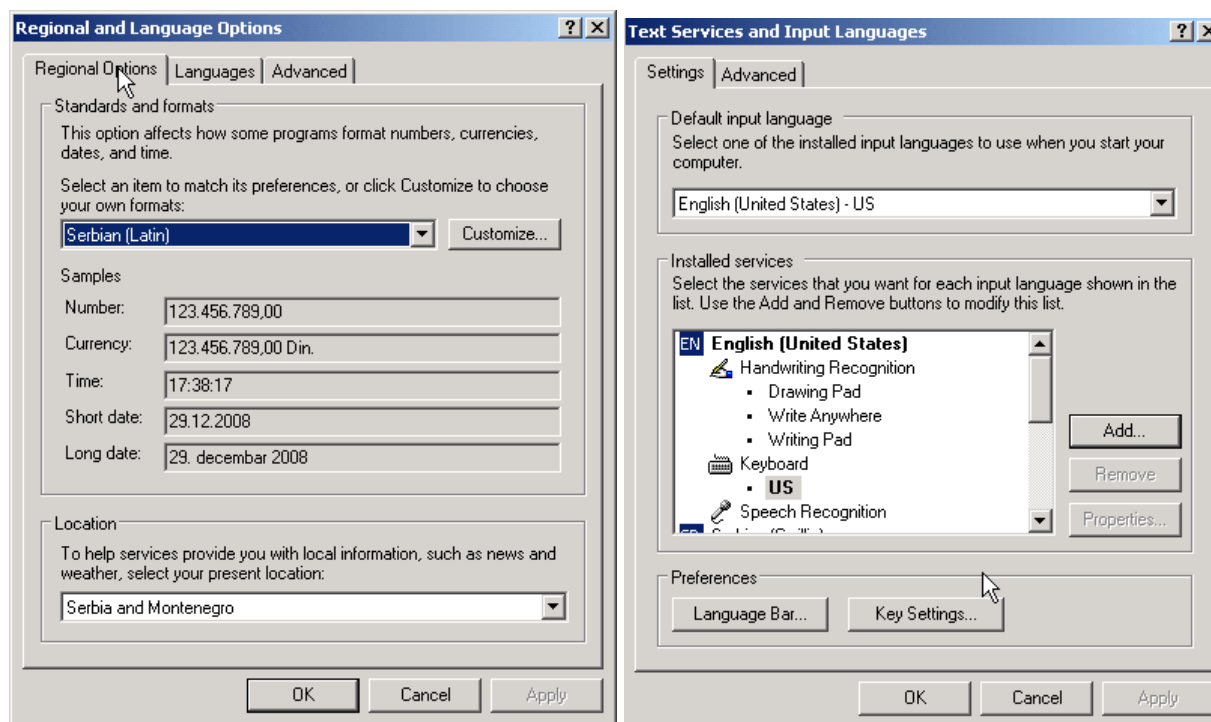 Regional and Language Options
Regional Options Languages Advanced
Standards and formats
This option affects how some programs format numbers, currencies,
dates, and time.
Select an item to match its preferences, or click Customize to choose
your own formats:
Serbian (Latin) Customize...
Samples
Number: 123.456.789,00
Currency: 123.456.789,00 Din.
Time: 17:38:17
Short date: 29.12.2008
Long date: 29. decembar 2008
Location
To help services provide you with local information, such as news and
weather, select your present location:
Serbia and Montenegro
OK Cancel Apply
Text Services and Input Languages
Settings Advanced
Default input language
Select one of the installed input languages to use when you start your
computer.
English (United States) - US
Installed services
Select the services that you want for each input language shown in the
list. Use the Add and Remove buttons to modify this list.
EN English (United States)
Handwriting Recognition
Drawing Pad
Write Anywhere
Writing Pad
Keyboard
US
Speech Recognition
Add...
Remove
Properties...
Preferences
Language Bar... Key Settings...
OK Cancel Apply